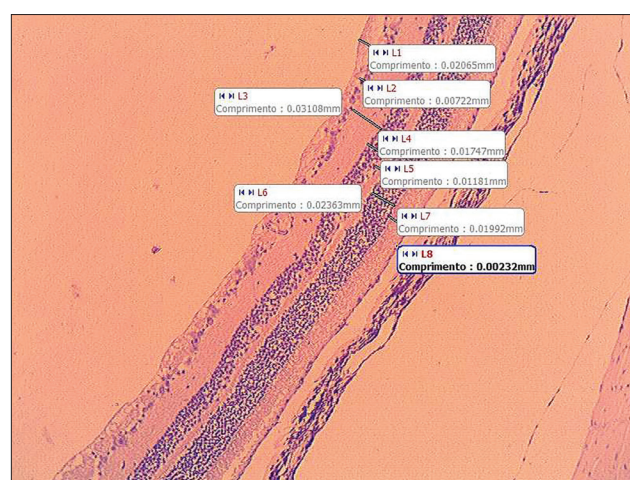 L1
Comprimento : 0.02065mm
L2
Comprimento : 0.00722mm
L3
Comprimento : 0.03108mm
L4
Comprimento : 0.01747mm
L5
Comprimento : 0.01181mm
L6
Comprimento : 0.02363mm
L7
Comprimento : 0.01992mm
L8
Comprimento : 0.00232mm